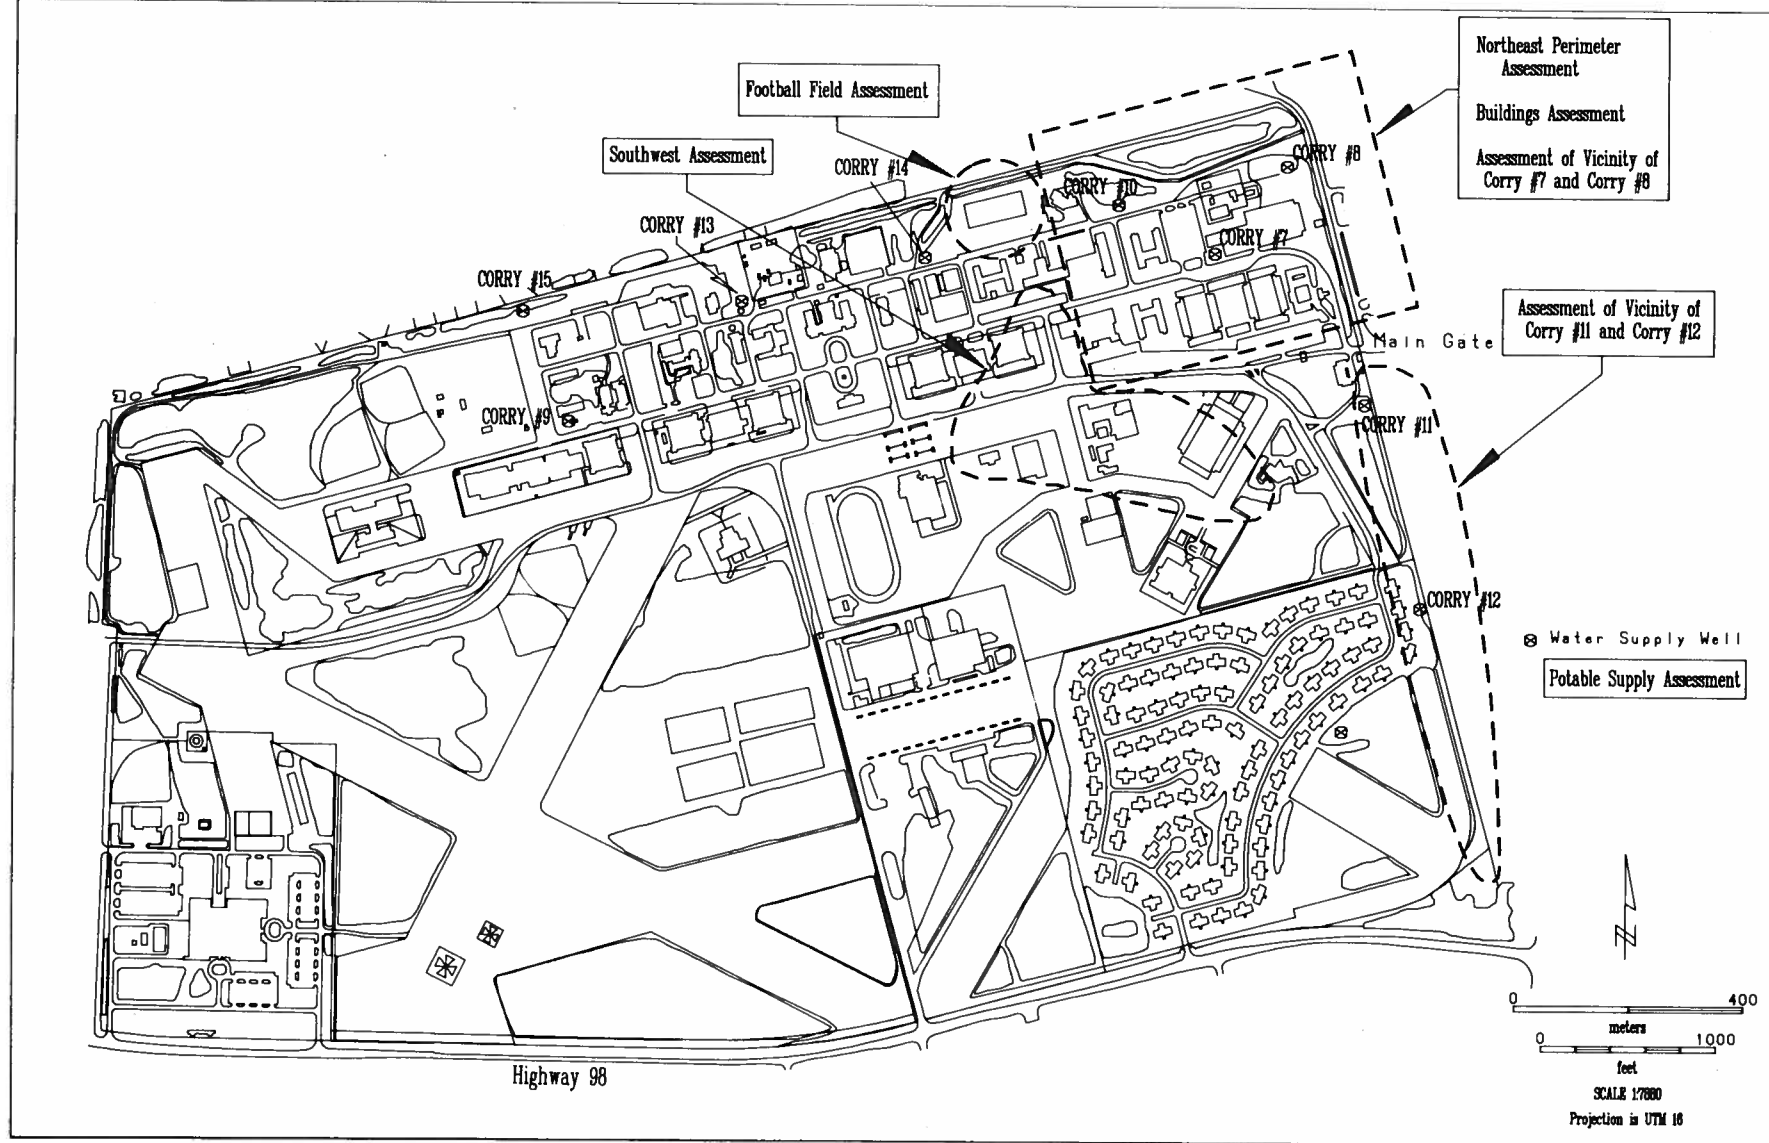 Northeast Perimeter
Assessment
Buildings Assessment
Assessment of Vicinity of
Corry #7 and Corry #8
Football Field Assessment
Southwest Assessment
CORRY #14
CORRY #8
CORRY #10
CORRY #13
CORRY #7
CORRY #15
Assessment of Vicinity of
Corry #11 and Corry #12
Main Gate
CORRY #9
CORRY #11
CORRY #12
Water Supply Well
Potable Supply Assessment
0 400
meters
0 1000
feet
SCALE 1:7880
Projection is UTM 16
Highway 98